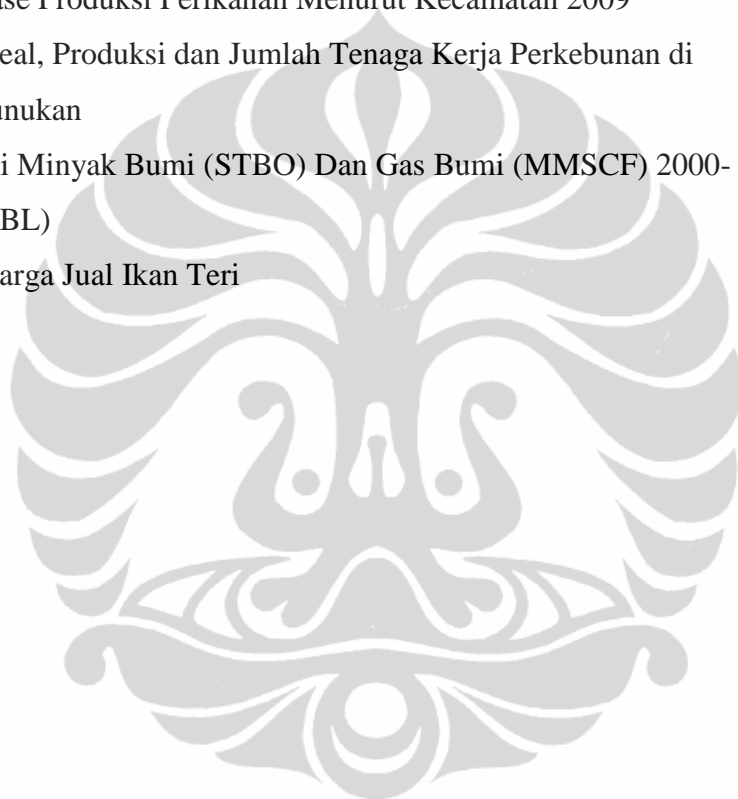 ase Produksi Perikanan Menurut Kecamatan 2009
eal, Produksi dan Jumlah Tenaga Kerja Perkebunan di
unukan
i Minyak Bumi (STBO) Dan Gas Bumi (MMSCF) 2000-
BL)
arga Jual Ikan Teri